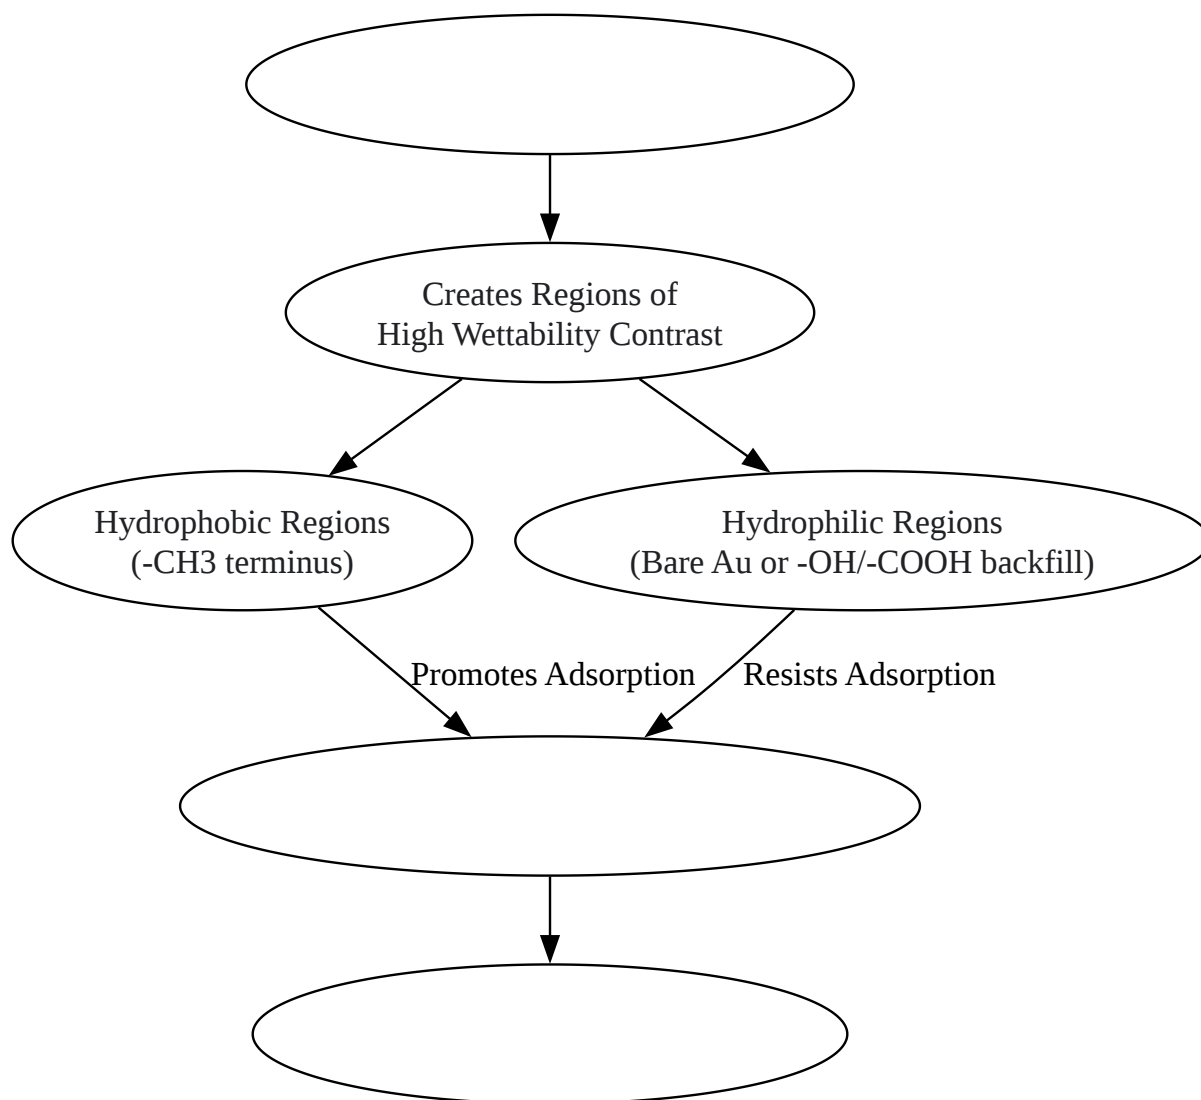 Creates Regions of
High Wettability Contrast
Hydrophobic Regions
(-CH3 terminus)
Hydrophilic Regions
(Bare Au or -OH/-COOH backfill)
Promotes Adsorption
Resists Adsorption